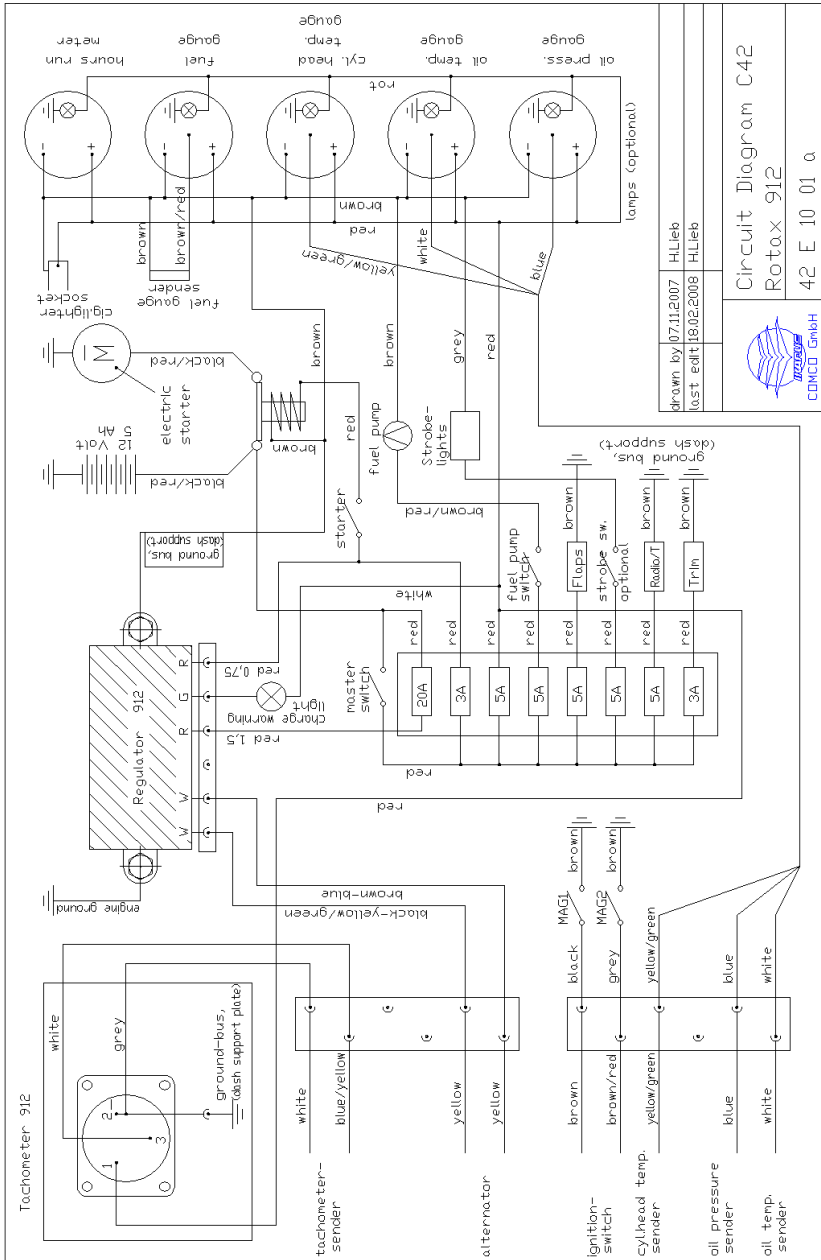 hours run
meter
fuel
gauge
cyl. head
temp.
gauge
oil temp.
gauge
oil press.
gauge
rot
- +
- +
- +
- +
- +
lamps (optional)
cig.lighter
socket
brown
brown/red
fuel gauge
sender
brown
red
yellow/green
white
blue
M
electric
starter
black/red
12 Volt
5 Ah
black/red
brown
brown
red
starter
fuel pump
brown
Strobe-
lights
grey
red
brown/red
ground bus,
(dash support)
ground bus,
(dash support)
white
fuel pump
switch
Flaps
brown
strobe sw.
optional
Radio/T
brown
Trim
brown
Regulator 912
R
G
R
W
W
red 0,75
charge warning
light
red 1,5
master
switch
red
red
red
red
red
red
red
red
20A
3A
5A
5A
5A
5A
5A
3A
red
red
engine ground
brown-blue
black-yellow/green
MAG1
brown
MAG2
brown
black
grey
yellow/green
blue
white
Tachometer 912
white
grey
1
2-
3
ground-bus,
(dash support plate)
white
blue/yellow
yellow
yellow
brown
brown/red
yellow/green
blue
white
tachometer-
sender
alternator
ignition-
switch
cyl.head temp.
sender
oil pressure
sender
oil temp.
sender
drawn by 07.11.2007 H.Lieb
last edit 18.02.2008 H.Lieb
IKARUS
COMCO GmbH
Circuit Diagram C42
Rotax 912
42 E 10 01 a